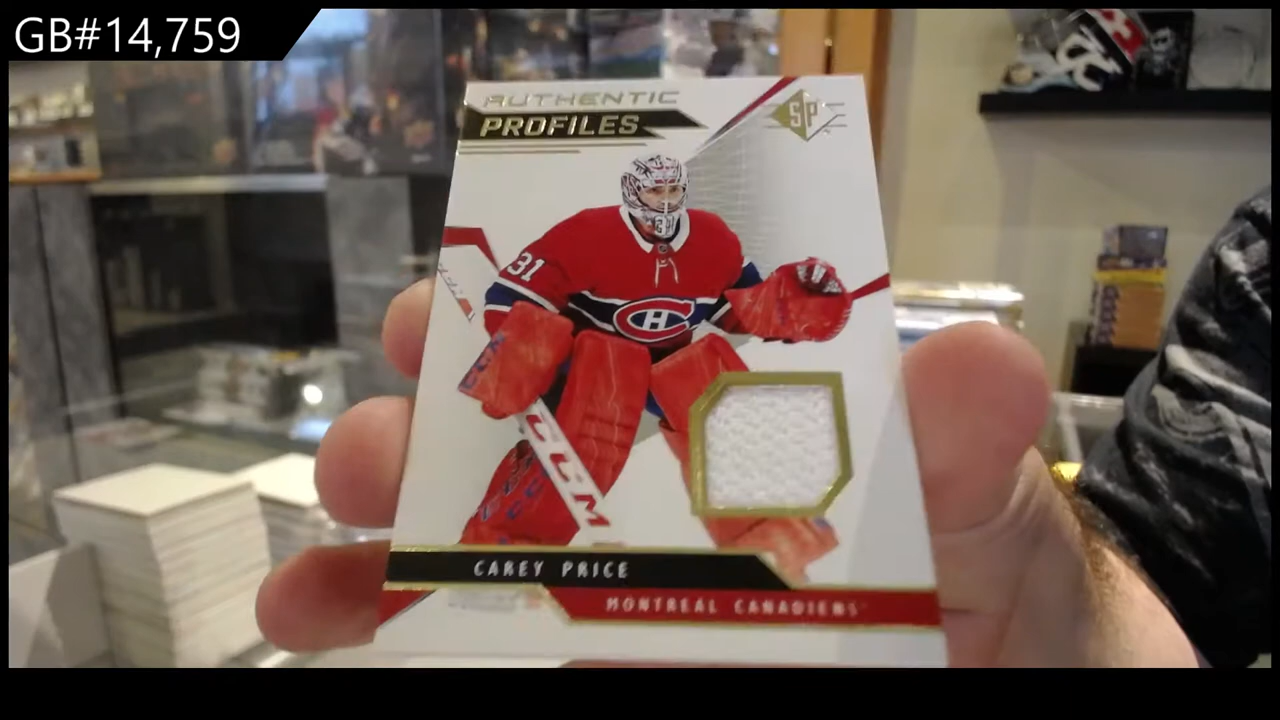 GB#14,759
AUTHENTIC
PROFILES
SP
31
CCM
CAREY PRICE
MONTREAL CANADIENS